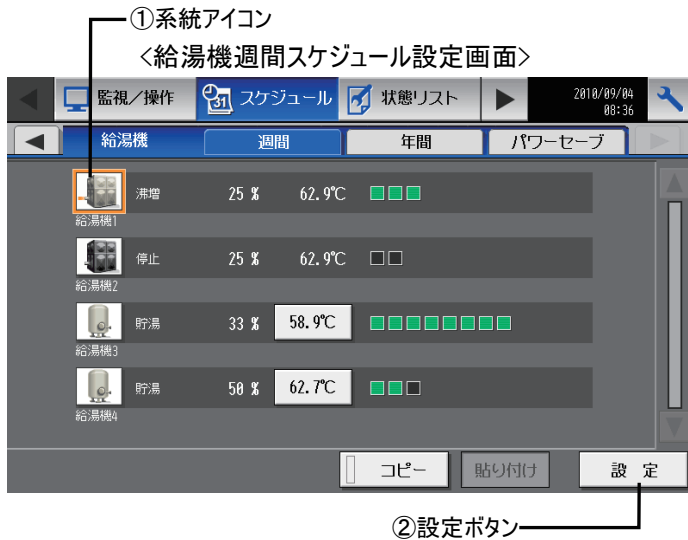 ①系統アイコン
<給湯機週間スケジュール設定画面>
監視/操作 31 スケジュール 状態リスト 2010/09/04
08:36
給湯機 週間 年間 パワーセーブ
沸増 25 % 62.9℃
給湯機1
停止 25 % 62.9℃
給湯機2
貯湯 33 % 58.9℃
給湯機3
貯湯 50 % 62.7℃
給湯機4
コピー 貼り付け 設 定
②設定ボタン